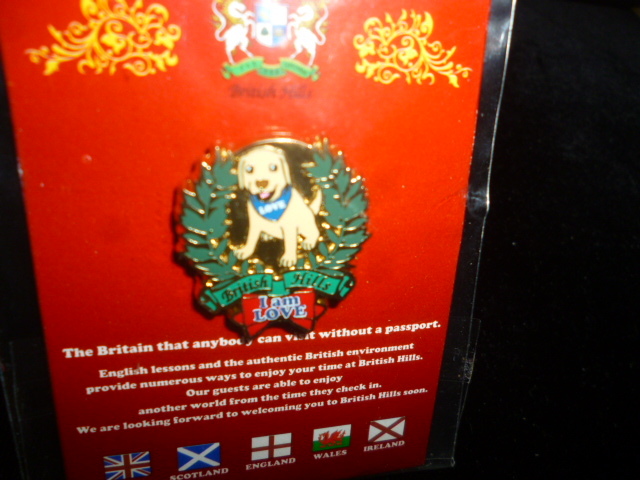 British Hills
LOVE
British Hills
I am
LOVE
The Britain that anybody can visit without a passport.
English lessons and the authentic British environment
provide numerous ways to enjoy your time at British Hills.
Our guests are able to enjoy
another world from the time they check in.
We are looking forward to welcoming you to British Hills soon.
SCOTLAND
ENGLAND
WALES
IRELAND